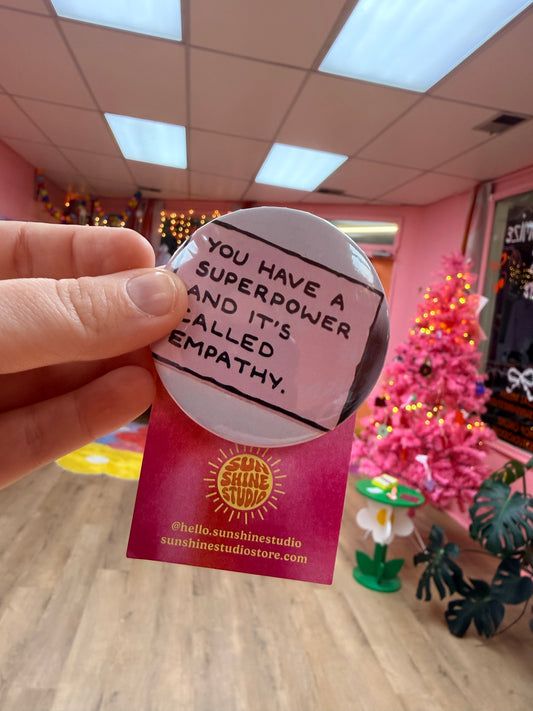 YOU HAVE A
SUPERPOWER
AND IT'S
CALLED
EMPATHY.
SUN
SHINE
STUDIO
@hello.sunshinestudio
sunshinestudiostore.com